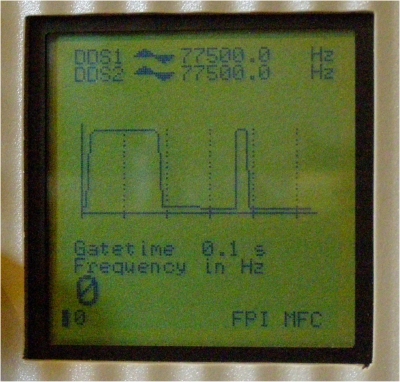 DDS1 77500.0 Hz
DDS2 77500.0 Hz
Gatetime 0.1 s
Frequency in Hz
0
0 FPI MFC